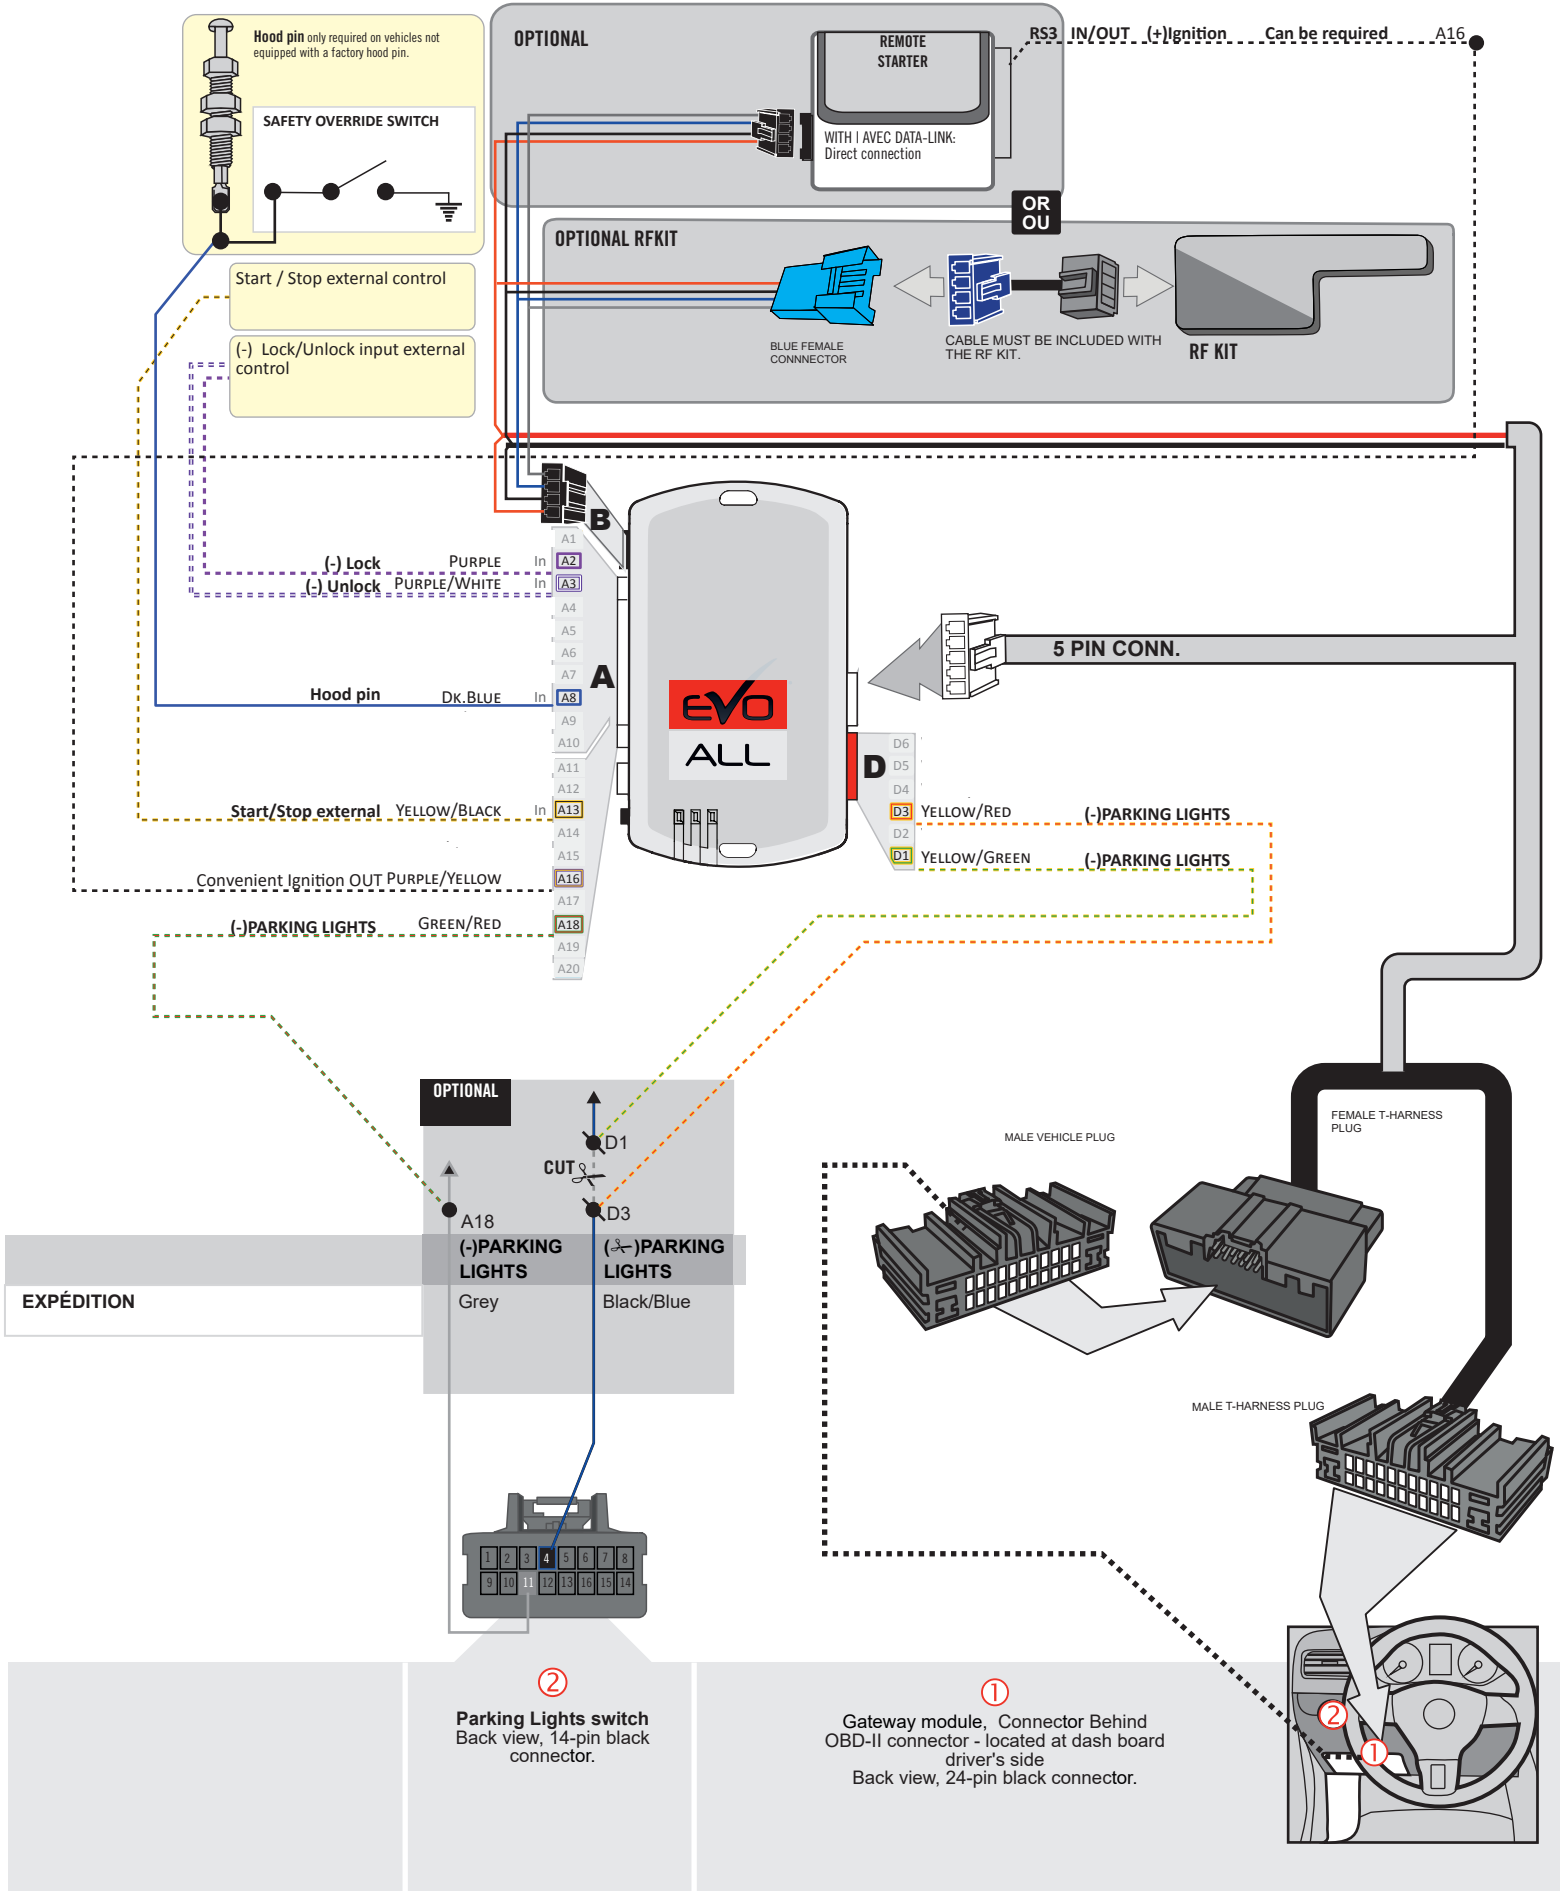 Hood pin only required on vehicles not
equipped with a factory hood pin.
SAFETY OVERRIDE SWITCH
Start / Stop external control
(-) Lock/Unlock input external
control
OPTIONAL
REMOTE
STARTER
WITH | AVEC DATA-LINK:
Direct connection
RS3 IN/OUT (+)Ignition Can be required A16
OR
OU
OPTIONAL RFKIT
BLUE FEMALE
CONNNECTOR
CABLE MUST BE INCLUDED WITH
THE RF KIT.
RF KIT
B
A1
(-) Lock PURPLE In A2
(-) Unlock PURPLE/WHITE In A3
A4
A5
A6
A7
A
Hood pin DK.BLUE In A8
A9
A10
A11
A12
Start/Stop external YELLOW/BLACK In A13
A14
A15
Convenient Ignition OUT PURPLE/YELLOW A16
A17
(-)PARKING LIGHTS GREEN/RED A18
A19
A20
EVO
ALL
5 PIN CONN.
D
D6
D5
D4
D3 YELLOW/RED (-)PARKING LIGHTS
D2
D1 YELLOW/GREEN (-)PARKING LIGHTS
OPTIONAL
D1
CUT
D3
A18
(-)PARKING
LIGHTS
(✂)PARKING
LIGHTS
EXPÉDITION
Grey
Black/Blue
MALE VEHICLE PLUG
FEMALE T-HARNESS
PLUG
MALE T-HARNESS PLUG
1 2 3 4 5 6 7 8
9 10 11 12 13 16 15 14
2
Parking Lights switch
Back view, 14-pin black
connector.
1
Gateway module, Connector Behind
OBD-II connector - located at dash board
driver's side
Back view, 24-pin black connector.
2
1